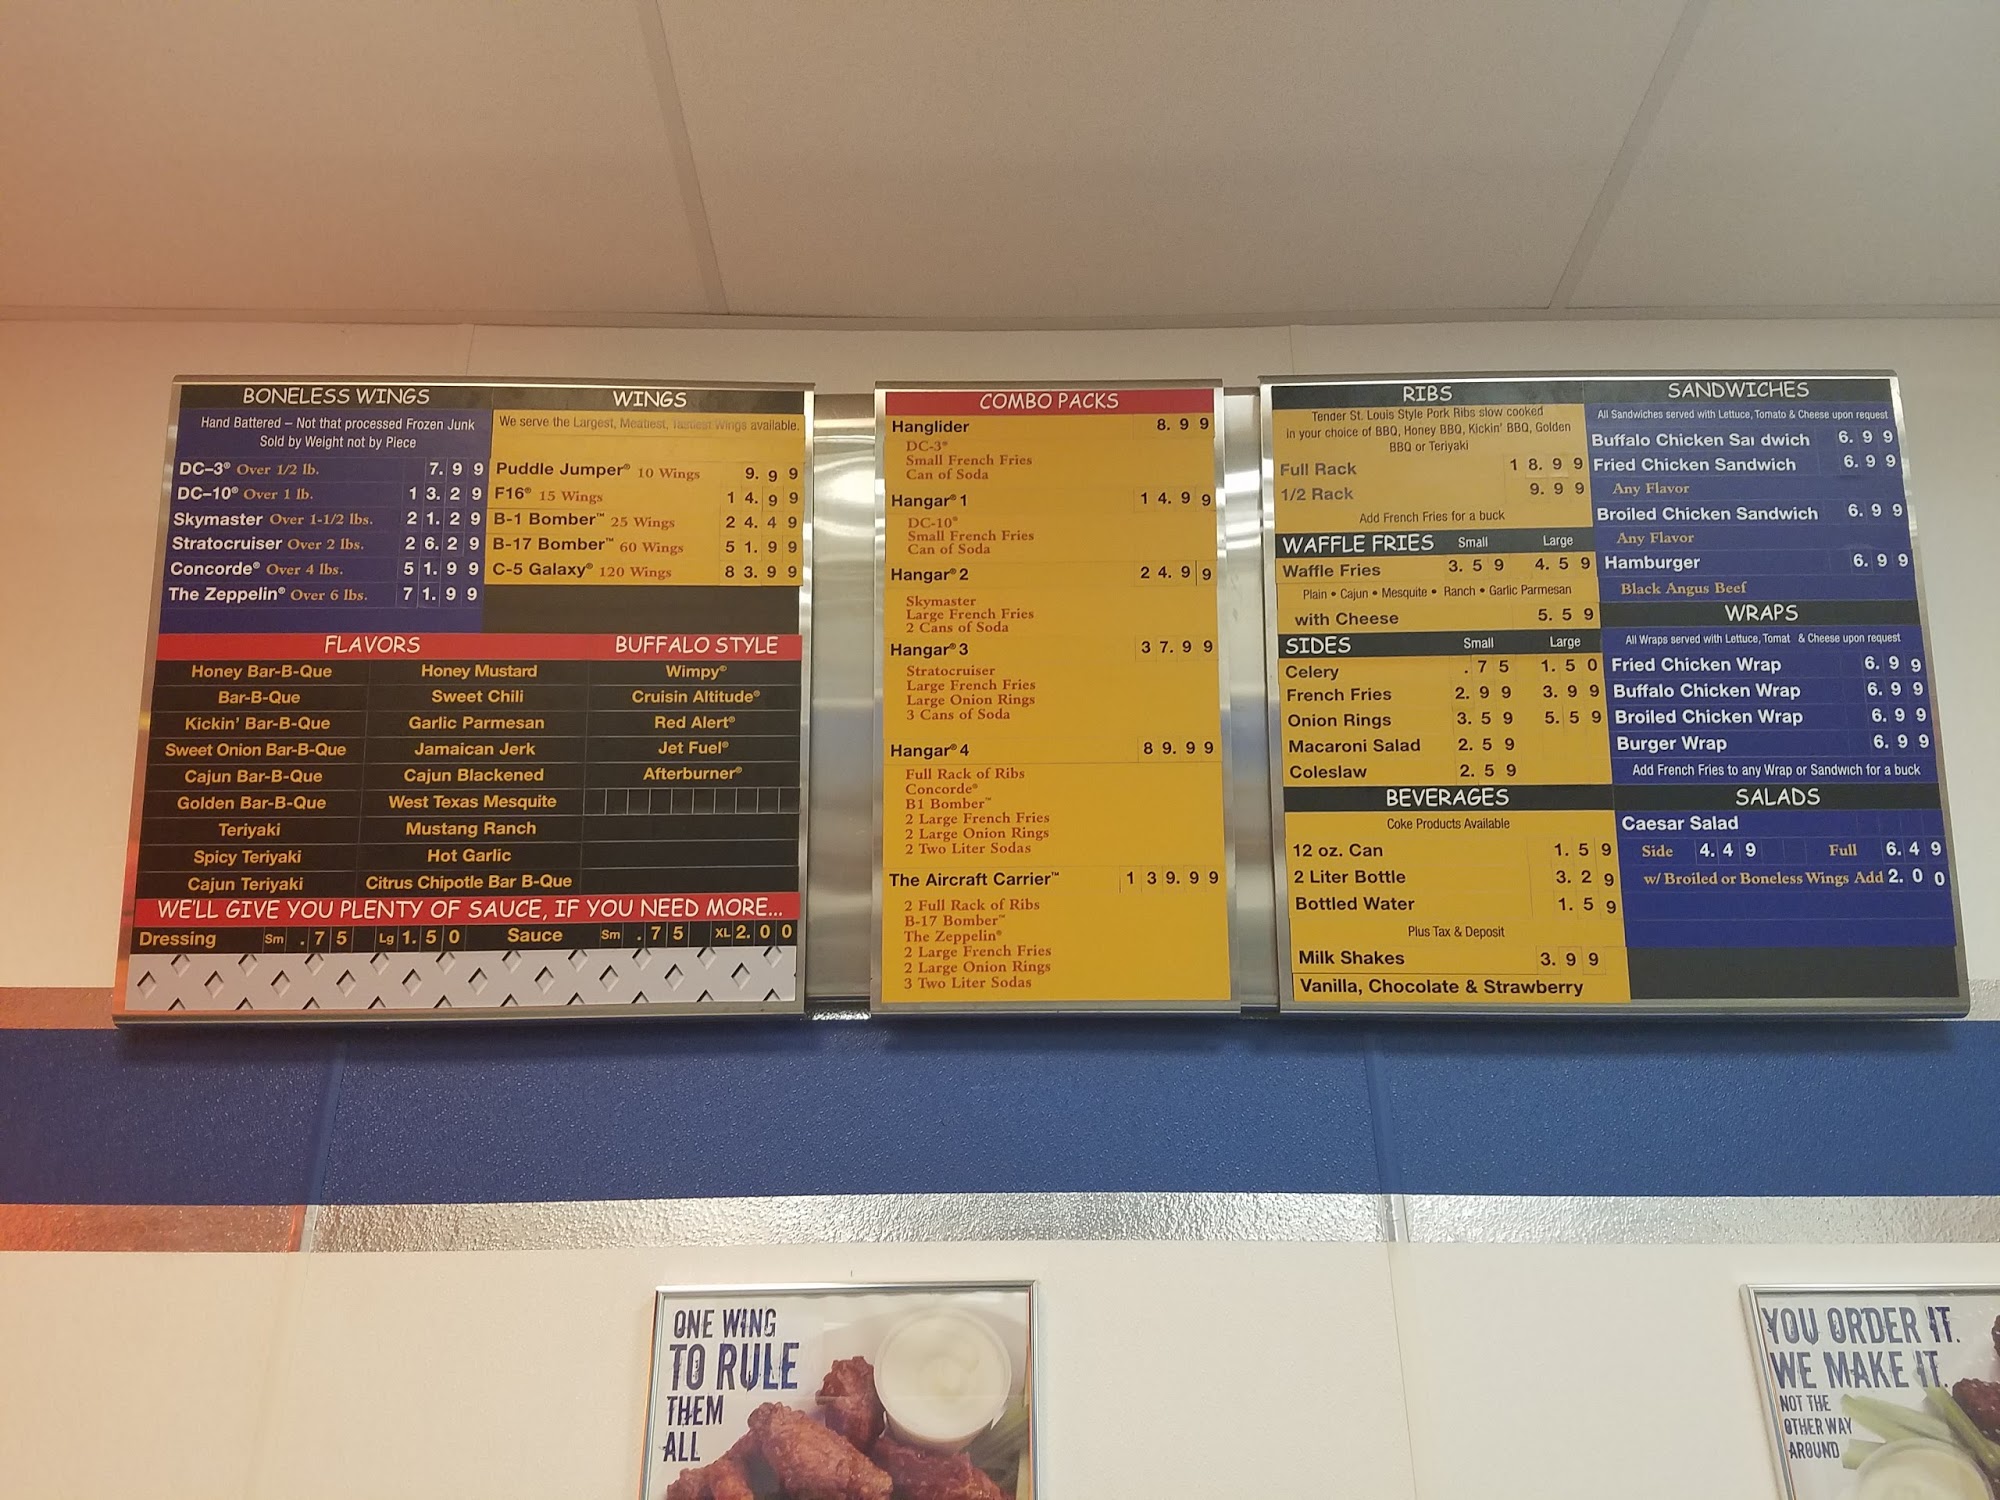 BONELESS WINGS
Hand Battered – Not that processed Frozen Junk
Sold by Weight not by Piece
DC–3® Over 1/2 lb. 7.99
DC–10® Over 1 lb. 13.29
Skymaster Over 1-1/2 lbs. 21.29
Stratocruiser Over 2 lbs. 26.29
Concorde® Over 4 lbs. 51.99
The Zeppelin® Over 6 lbs. 71.99
WINGS
We serve the Largest, Meatiest, Tastiest Wings available.
Puddle Jumper® 10 Wings 9.99
F16® 15 Wings 14.99
B-1 Bomber™ 25 Wings 24.49
B-17 Bomber™ 60 Wings 51.99
C-5 Galaxy® 120 Wings 83.99
FLAVORS
Honey Bar-B-Que Honey Mustard
Bar-B-Que Sweet Chili
Kickin' Bar-B-Que Garlic Parmesan
Sweet Onion Bar-B-Que Jamaican Jerk
Cajun Bar-B-Que Cajun Blackened
Golden Bar-B-Que West Texas Mesquite
Teriyaki Mustang Ranch
Spicy Teriyaki Hot Garlic
Cajun Teriyaki Citrus Chipotle Bar B-Que
BUFFALO STYLE
Wimpy®
Cruisin Altitude®
Red Alert®
Jet Fuel®
Afterburner®
WE'LL GIVE YOU PLENTY OF SAUCE, IF YOU NEED MORE...
Dressing Sm .75 Lg 1.50 Sauce Sm .75 XL 2.00
COMBO PACKS
Hanglider 8.99
DC-3®
Small French Fries
Can of Soda
Hangar® 1 14.99
DC-10®
Small French Fries
Can of Soda
Hangar® 2 24.99
Skymaster
Large French Fries
2 Cans of Soda
Hangar® 3 37.99
Stratocruiser
Large French Fries
Large Onion Rings
3 Cans of Soda
Hangar® 4 89.99
Full Rack of Ribs
Concorde®
B1 Bomber™
2 Large French Fries
2 Large Onion Rings
2 Two Liter Sodas
The Aircraft Carrier™ 139.99
2 Full Rack of Ribs
B-17 Bomber™
The Zeppelin®
2 Large French Fries
2 Large Onion Rings
3 Two Liter Sodas
RIBS
Tender St. Louis Style Pork Ribs slow cooked
in your choice of BBQ, Honey BBQ, Kickin' BBQ, Golden
BBQ or Teriyaki
Full Rack 18.99
1/2 Rack 9.99
Add French Fries for a buck
WAFFLE FRIES Small Large
Waffle Fries 3.59 4.59
Plain • Cajun • Mesquite • Ranch • Garlic Parmesan
with Cheese 5.59
SIDES Small Large
Celery .75 1.50
French Fries 2.99 3.99
Onion Rings 3.59 5.59
Macaroni Salad 2.59
Coleslaw 2.59
BEVERAGES
Coke Products Available
12 oz. Can 1.59
2 Liter Bottle 3.29
Bottled Water 1.59
Plus Tax & Deposit
Milk Shakes 3.99
Vanilla, Chocolate & Strawberry
SANDWICHES
All Sandwiches served with Lettuce, Tomato & Cheese upon request
Buffalo Chicken Sai dwich 6.99
Fried Chicken Sandwich 6.99
Any Flavor
Broiled Chicken Sandwich 6.99
Any Flavor
Hamburger 6.99
Black Angus Beef
WRAPS
All Wraps served with Lettuce, Tomat & Cheese upon request
Fried Chicken Wrap 6.99
Buffalo Chicken Wrap 6.99
Broiled Chicken Wrap 6.99
Burger Wrap 6.99
Add French Fries to any Wrap or Sandwich for a buck
SALADS
Caesar Salad
Side 4.49 Full 6.49
w/ Broiled or Boneless Wings Add 2.00
ONE WING
TO RULE
THEM
ALL
YOU ORDER IT.
WE MAKE IT.
NOT THE
OTHER WAY
AROUND